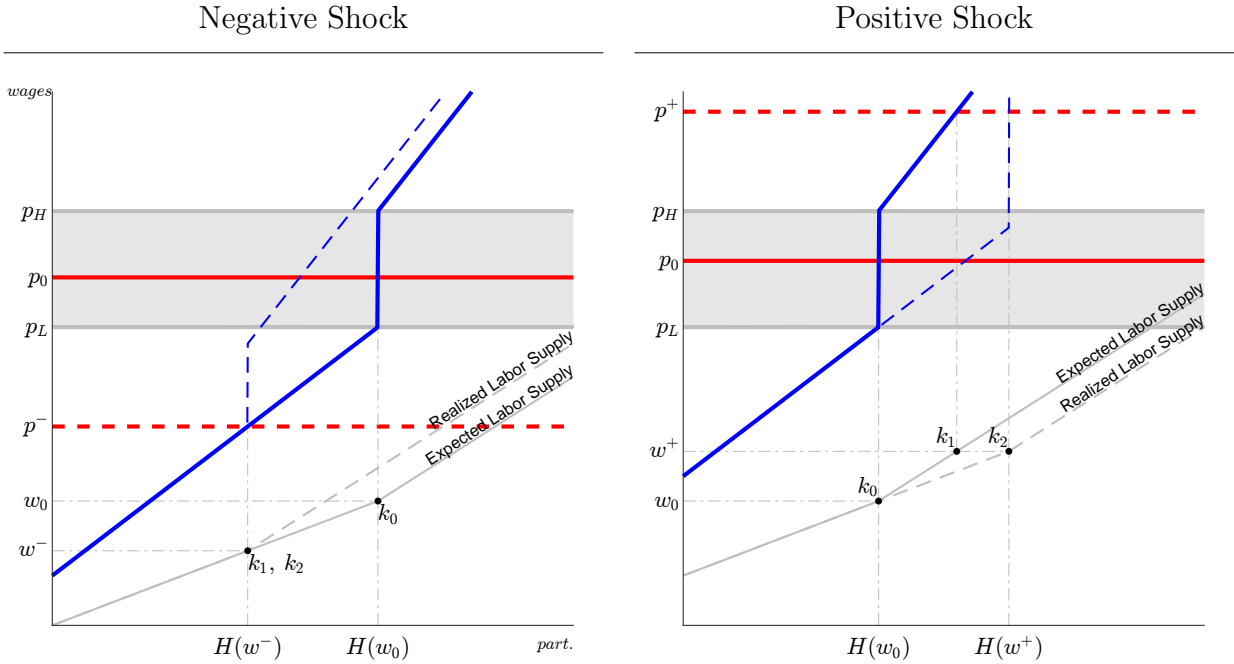 Negative Shock
wages
p_H
p_0
p_L
p^-
w_0
w^-
Realized Labor Supply
Expected Labor Supply
k_0
k_1, k_2
H(w^-)
H(w_0)
part.
Positive Shock
p^+
p_H
p_0
p_L
w^+
w_0
Expected Labor Supply
Realized Labor Supply
k_1
k_2
k_0
H(w_0)
H(w^+)